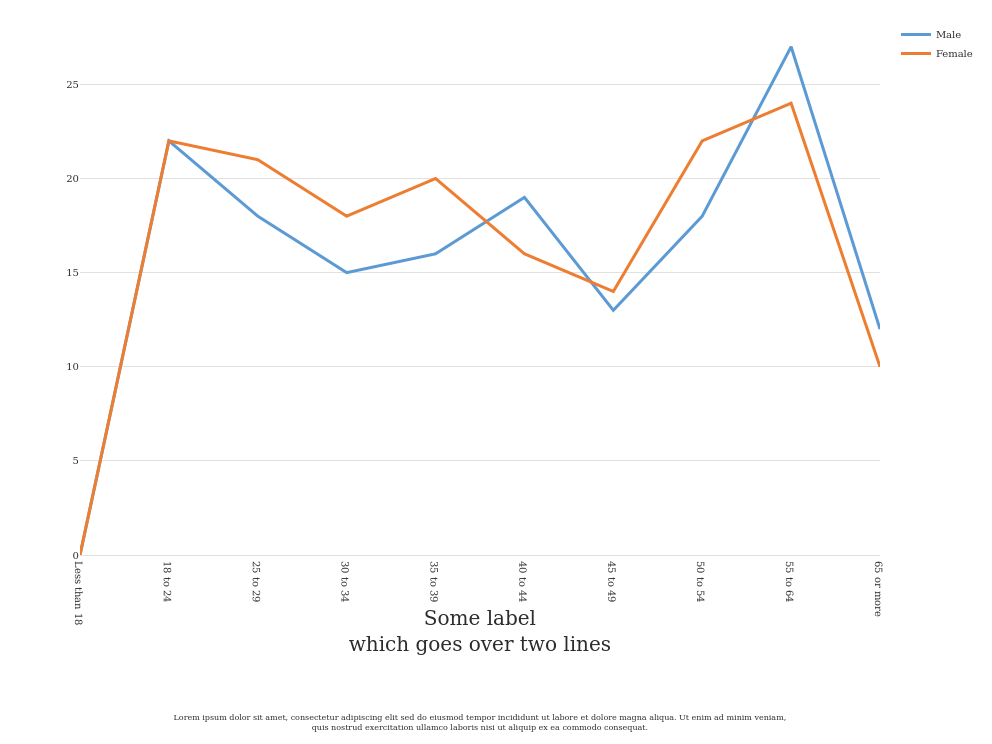 Male
Female
25
20
15
10
5
0
Less than 18
18 to 24
25 to 29
30 to 34
35 to 39
40 to 44
45 to 49
50 to 54
55 to 64
65 or more
Some label
which goes over two lines
Lorem ipsum dolor sit amet, consectetur adipiscing elit sed do eiusmod tempor incididunt ut labore et dolore magna aliqua. Ut enim ad minim veniam,
quis nostrud exercitation ullamco laboris nisi ut aliquip ex ea commodo consequat.